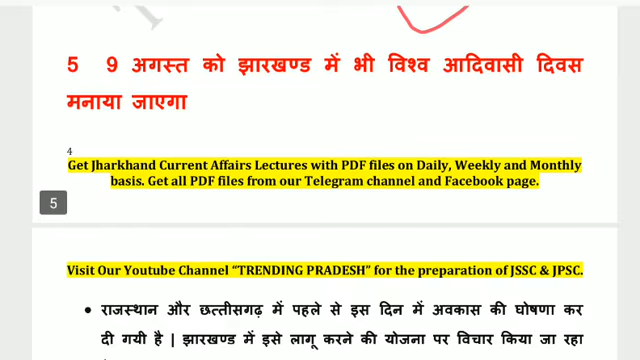 5 9 अगस्त को झारखण्ड में भी विश्व आदिवासी दिवस
मनाया जाएगा
4
Get Jharkhand Current Affairs Lectures with PDF files on Daily, Weekly and Monthly
basis. Get all PDF files from our Telegram channel and Facebook page.
5
Visit Our Youtube Channel “TRENDING PRADESH” for the preparation of JSSC & JPSC.
• राजस्थान और छत्तीसगढ़ में पहले से इस दिन में अवकास की घोषणा कर
दी गयी है | झारखण्ड में इसे लागू करने की योजना पर विचार किया जा रहा